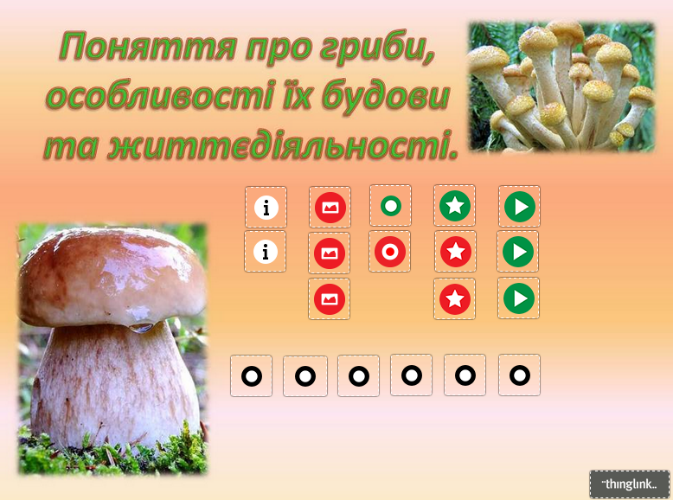 Поняття про гриби,
особливості їх будови
та життєдіяльності.
i
i
thinglink..